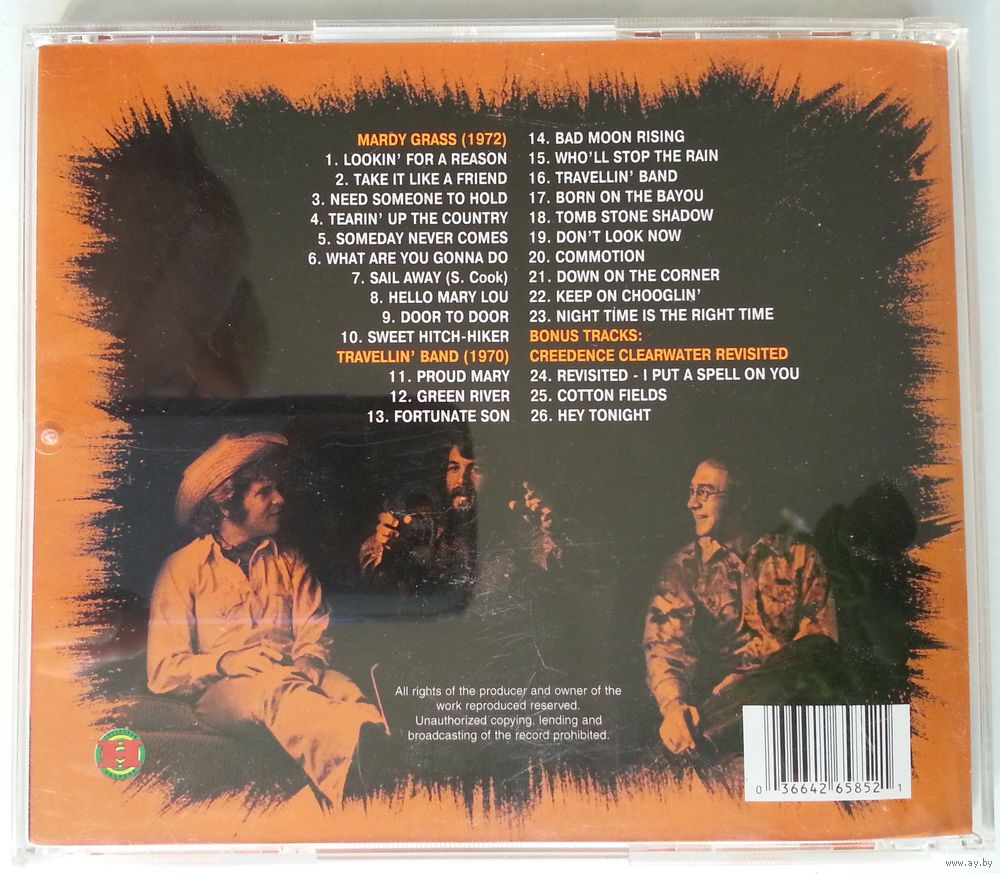 MARDY GRASS (1972)
1. LOOKIN' FOR A REASON
2. TAKE IT LIKE A FRIEND
3. NEED SOMEONE TO HOLD
4. TEARIN' UP THE COUNTRY
5. SOMEDAY NEVER COMES
6. WHAT ARE YOU GONNA DO
7. SAIL AWAY (S. Cook)
8. HELLO MARY LOU
9. DOOR TO DOOR
10. SWEET HITCH-HIKER
TRAVELLIN' BAND (1970)
11. PROUD MARY
12. GREEN RIVER
13. FORTUNATE SON
14. BAD MOON RISING
15. WHO'LL STOP THE RAIN
16. TRAVELLIN' BAND
17. BORN ON THE BAYOU
18. TOMB STONE SHADOW
19. DON'T LOOK NOW
20. COMMOTION
21. DOWN ON THE CORNER
22. KEEP ON CHOOGLIN'
23. NIGHT TIME IS THE RIGHT TIME
BONUS TRACKS:
CREEDENCE CLEARWATER REVISITED
24. REVISITED - I PUT A SPELL ON YOU
25. COTTON FIELDS
26. HEY TONIGHT
All rights of the producer and owner of the
work reproduced reserved.
Unauthorized copying, lending and
broadcasting of the record prohibited.
H
0 36642 65852 1
www.ay.by